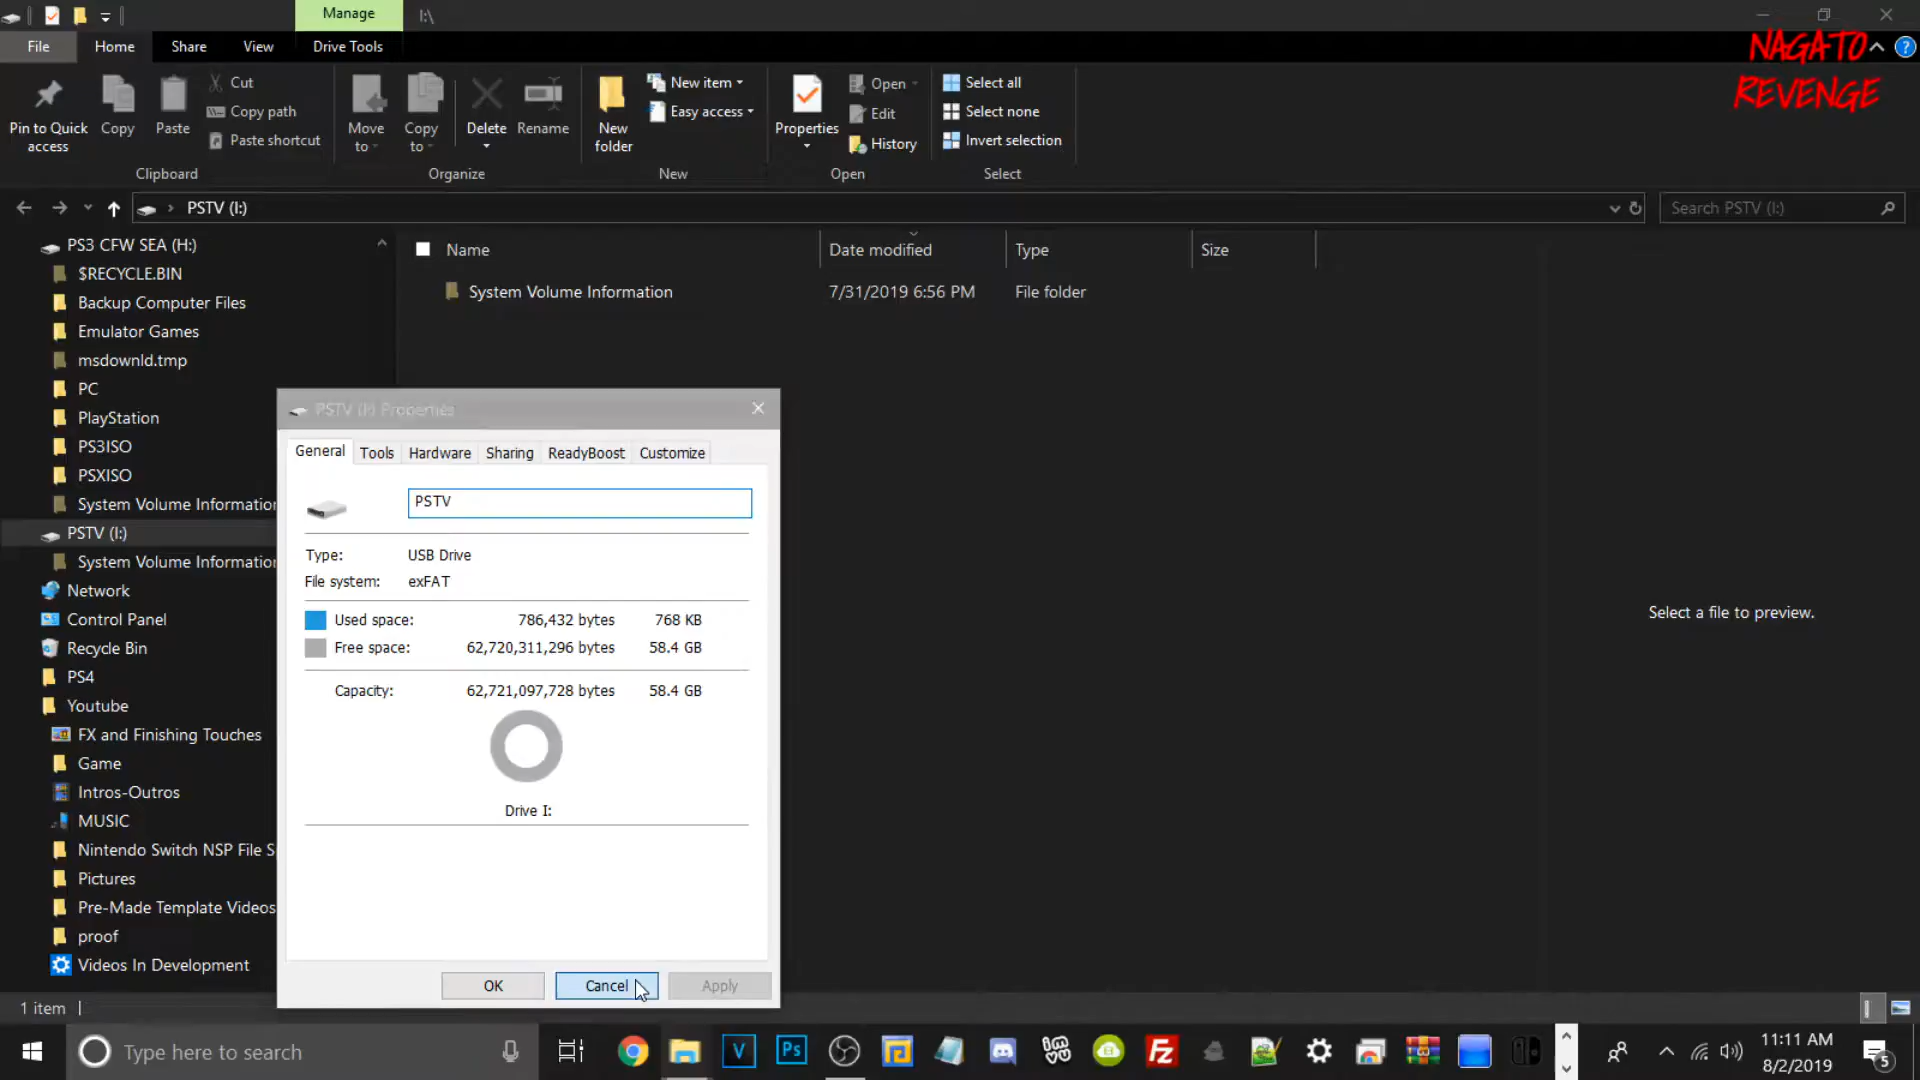 Manage
I:\
File
Home
Share
View
Drive Tools
NAGATO
REVENGE
Pin to Quick
access
Copy
Paste
Cut
Copy path
Paste shortcut
Clipboard
Move
to
Copy
to
Delete
Rename
Organize
New
folder
New item
Easy access
New
Properties
Open
Edit
History
Open
Select all
Select none
Invert selection
Select
PSTV (I:)
Search PSTV (I:)
Name
Date modified
Type
Size
System Volume Information
7/31/2019 6:56 PM
File folder
PS3 CFW SEA (H:)
$RECYCLE.BIN
Backup Computer Files
Emulator Games
msdownld.tmp
PC
PlayStation
PS3ISO
PSXISO
System Volume Information
PSTV (I:)
System Volume Information
Network
Control Panel
Recycle Bin
PS4
Youtube
FX and Finishing Touches
Game
Intros-Outros
MUSIC
Nintendo Switch NSP File S
Pictures
Pre-Made Template Videos
proof
Videos In Development
PSTV (I:) Properties
General
Tools
Hardware
Sharing
ReadyBoost
Customize
PSTV
Type: USB Drive
File system: exFAT
Used space: 786,432 bytes 768 KB
Free space: 62,720,311,296 bytes 58.4 GB
Capacity: 62,721,097,728 bytes 58.4 GB
Drive I:
OK
Cancel
Apply
Select a file to preview.
1 item
Type here to search
V
Ps
Fz
11:11 AM
8/2/2019
5